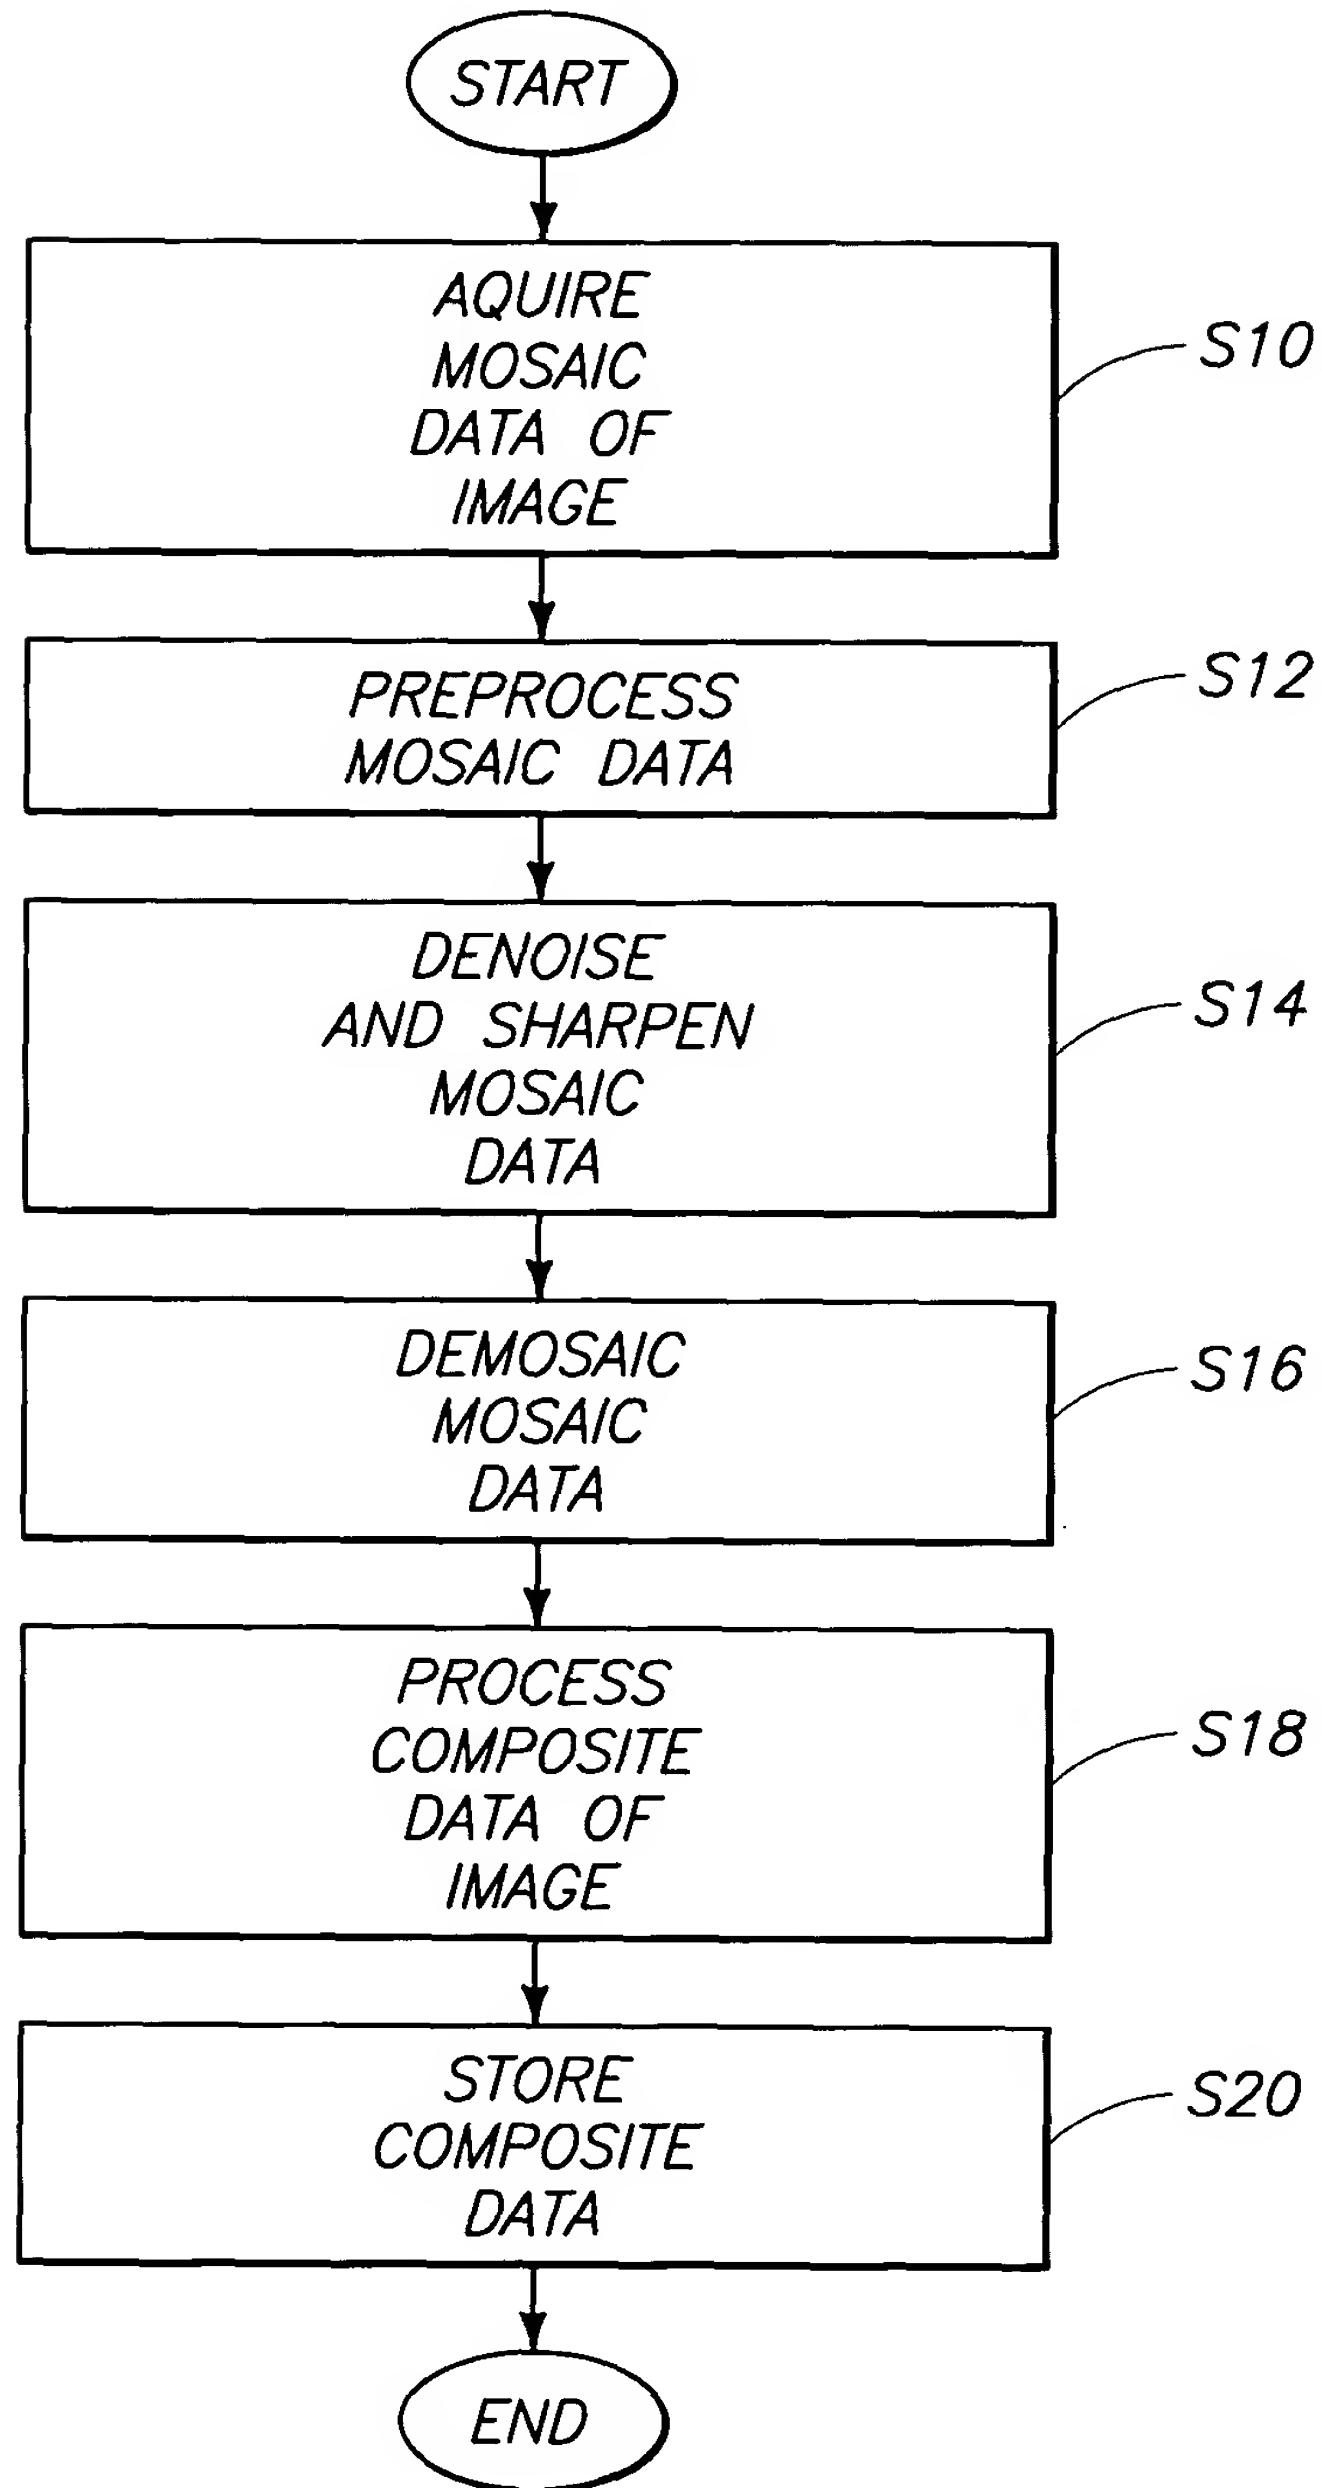 START
AQUIRE
MOSAIC
DATA OF
IMAGE
S10
PREPROCESS
MOSAIC DATA
S12
DENOISE
AND SHARPEN
MOSAIC
DATA
S14
DEMOSAIC
MOSAIC
DATA
S16
PROCESS
COMPOSITE
DATA OF
IMAGE
S18
STORE
COMPOSITE
DATA
S20
END